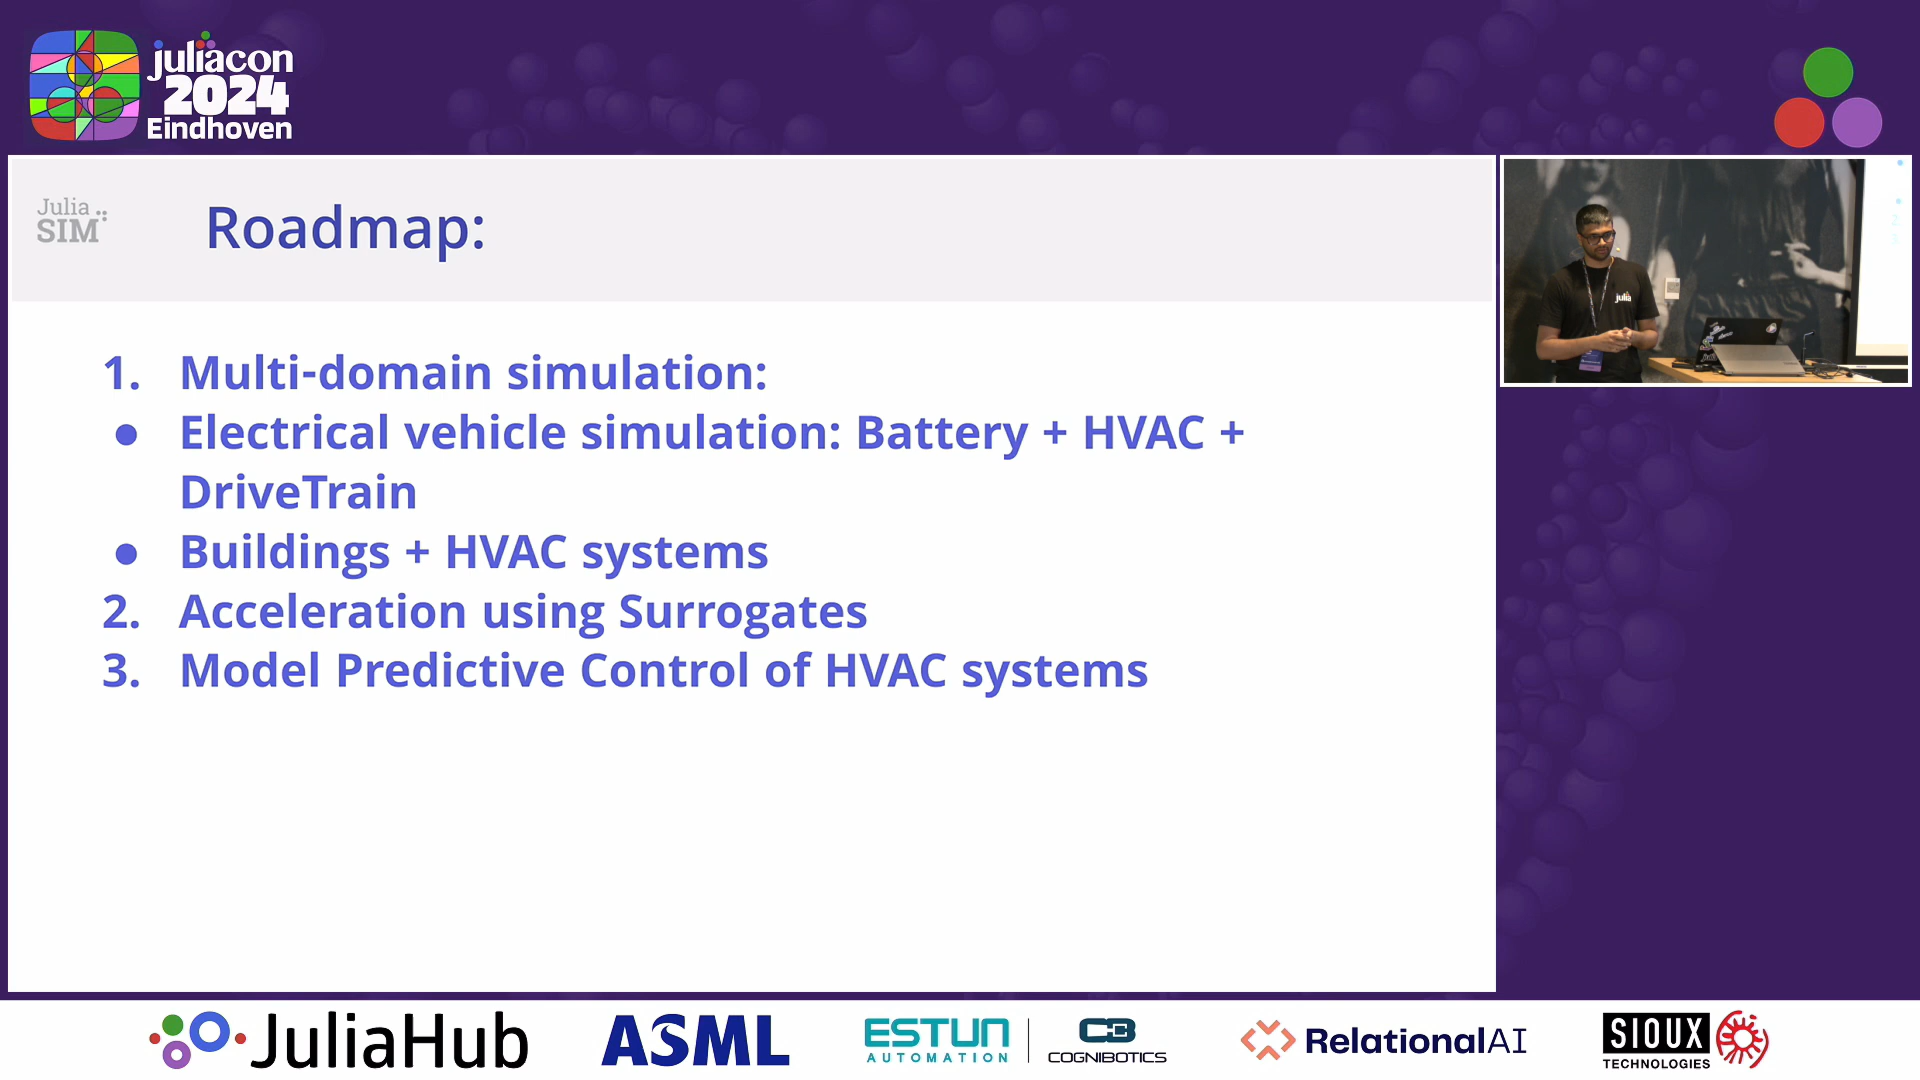 juliacon
2024
Eindhoven
Julia
SIM
Roadmap:
1. Multi-domain simulation:
● Electrical vehicle simulation: Battery + HVAC +
DriveTrain
● Buildings + HVAC systems
2. Acceleration using Surrogates
3. Model Predictive Control of HVAC systems
julia
JuliaHub
ASML
ESTUN
AUTOMATION
COGNIBOTICS
RelationalAI
SIOUX
TECHNOLOGIES